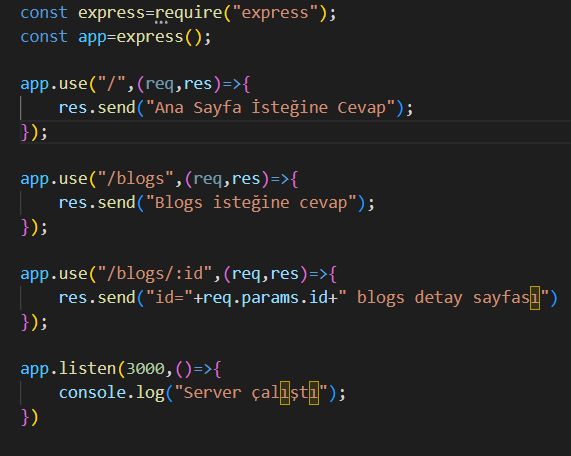 const express=require("express");
const app=express();
app.use("/",(req,res)=>{
res.send("Ana Sayfa İsteğine Cevap");
});
app.use("/blogs",(req,res)=>{
res.send("Blogs isteğine cevap");
});
app.use("/blogs/:id",(req,res)=>{
res.send("id="+req.params.id+" blogs detay sayfası")
});
app.listen(3000,()=>{
console.log("Server çalıştı");
})